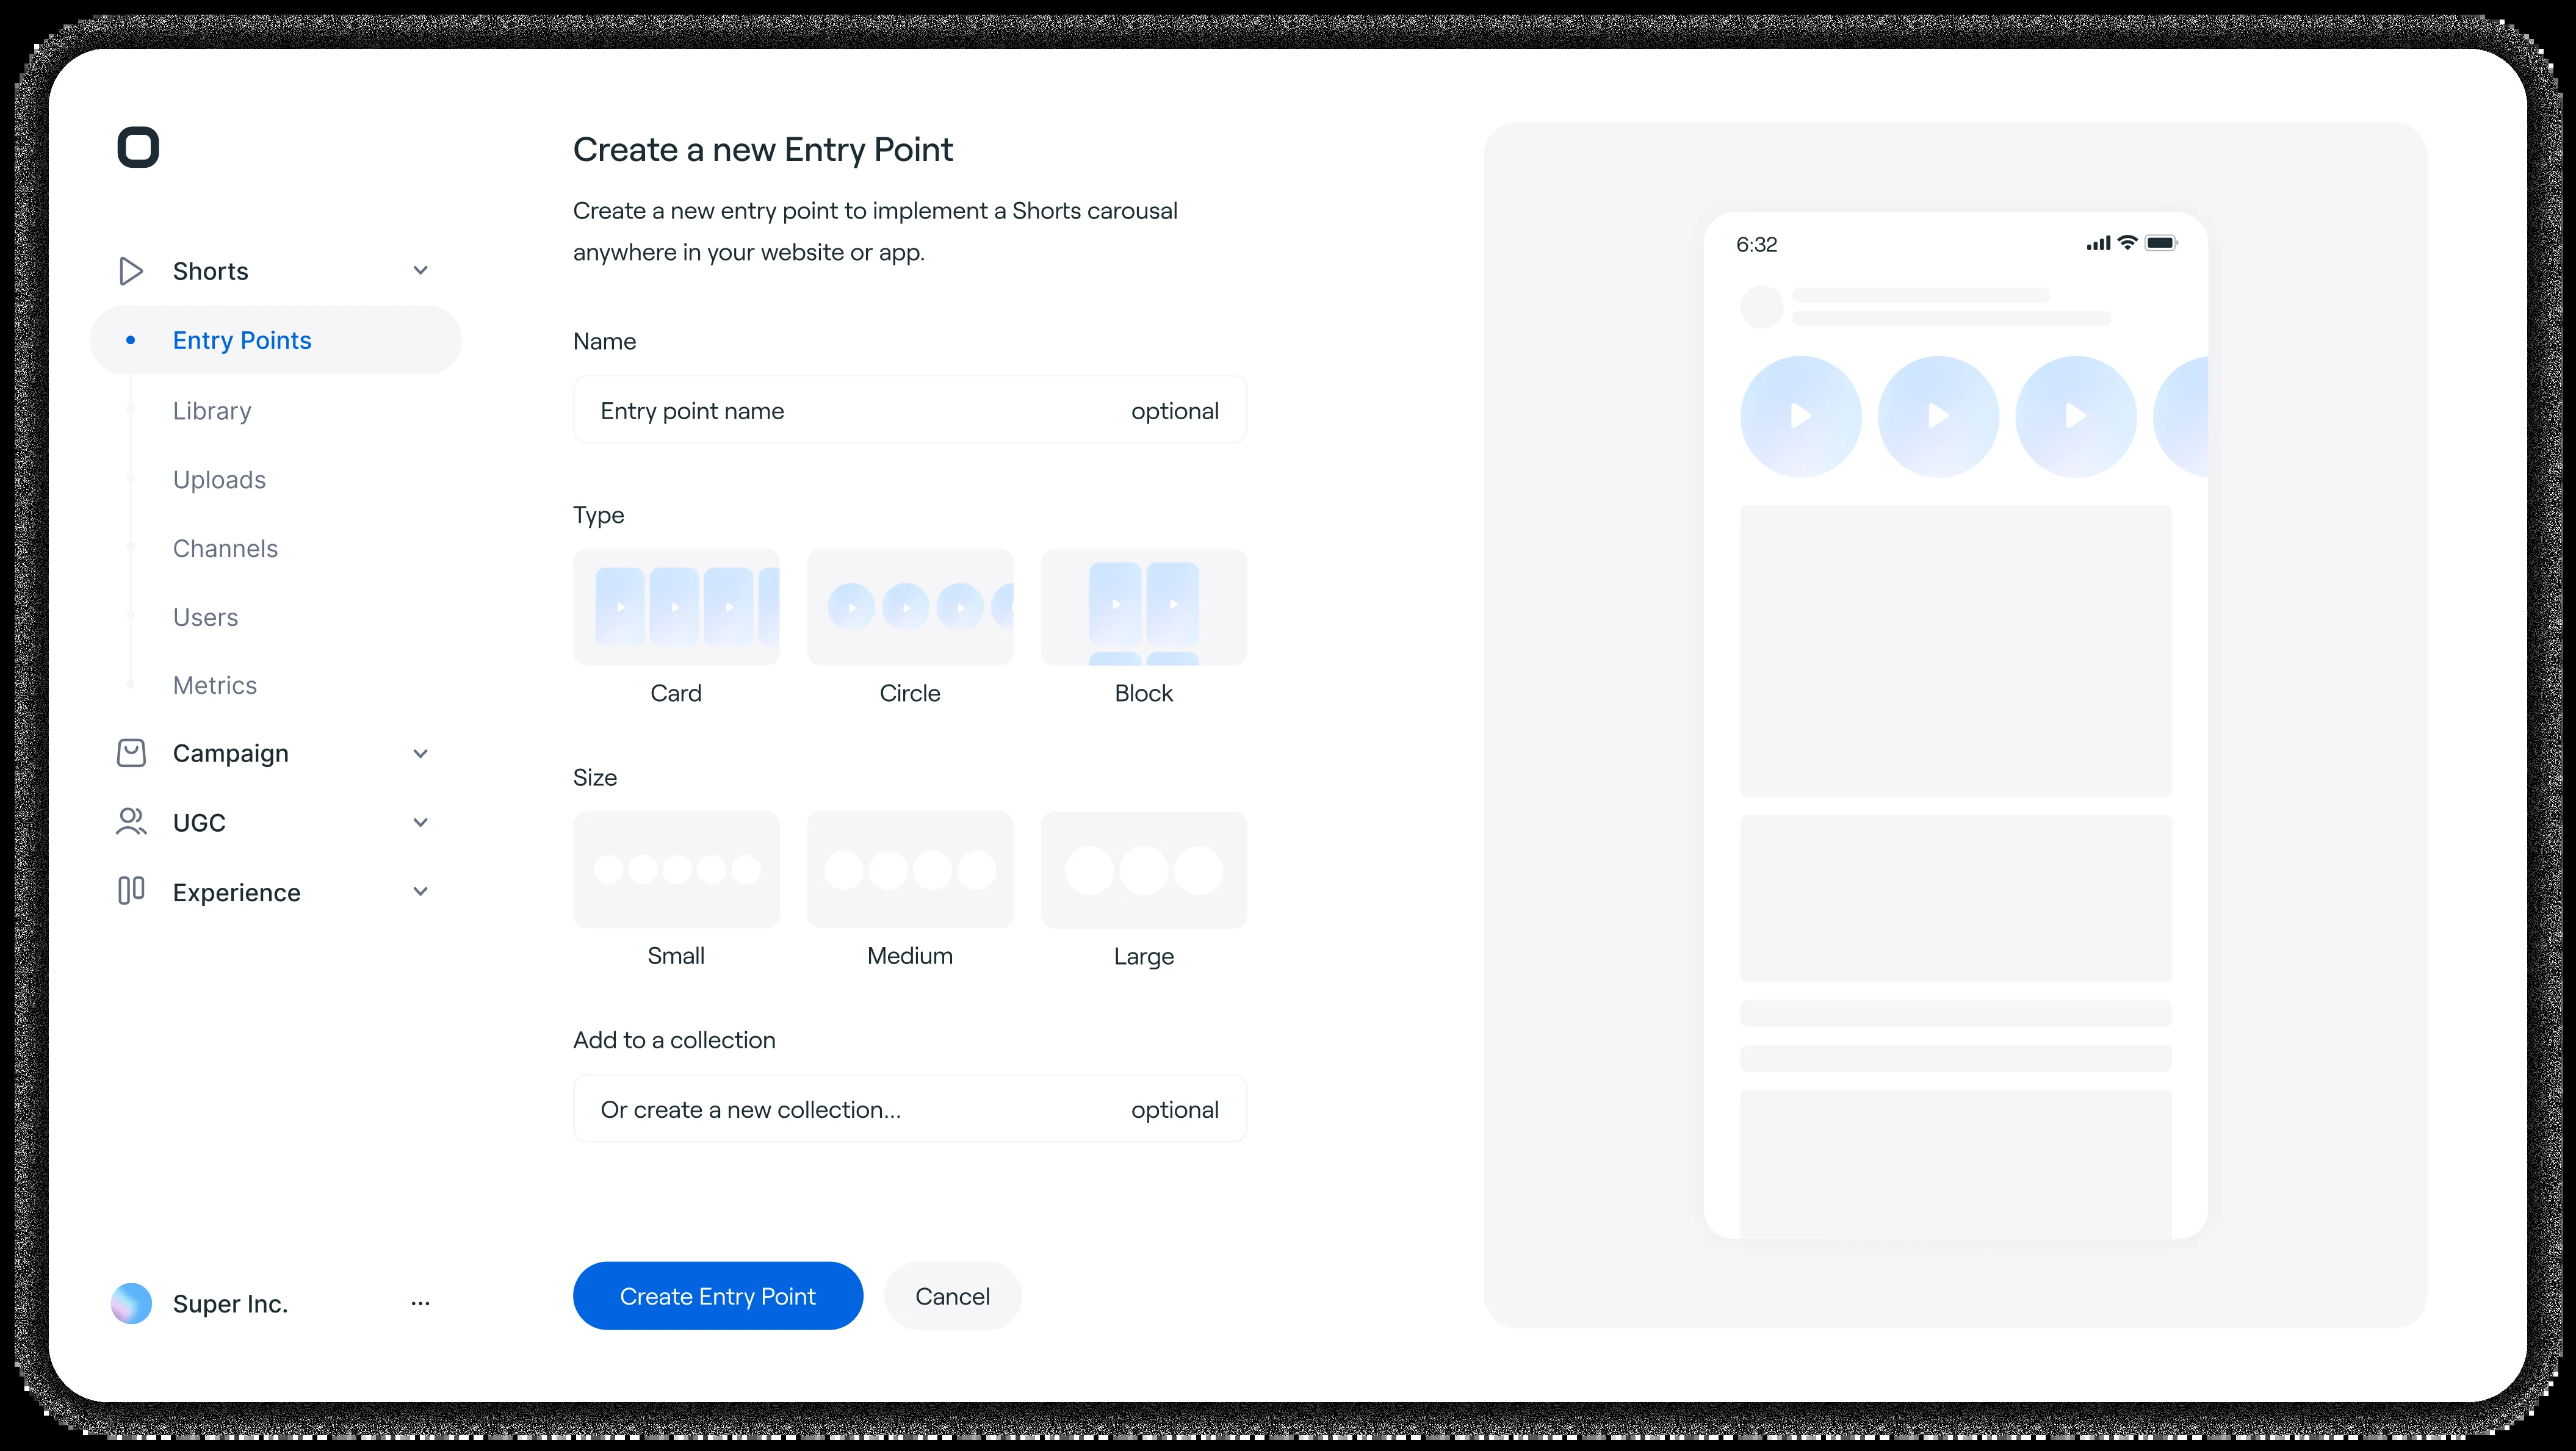 Shorts
Entry Points
Library
Uploads
Channels
Users
Metrics
Campaign
UGC
Experience
Super Inc.
Create a new Entry Point
Create a new entry point to implement a Shorts carousal
anywhere in your website or app.
Name
Entry point name optional
Type
Card Circle Block
Size
Small Medium Large
Add to a collection
Or create a new collection... optional
Create Entry Point Cancel
6:32